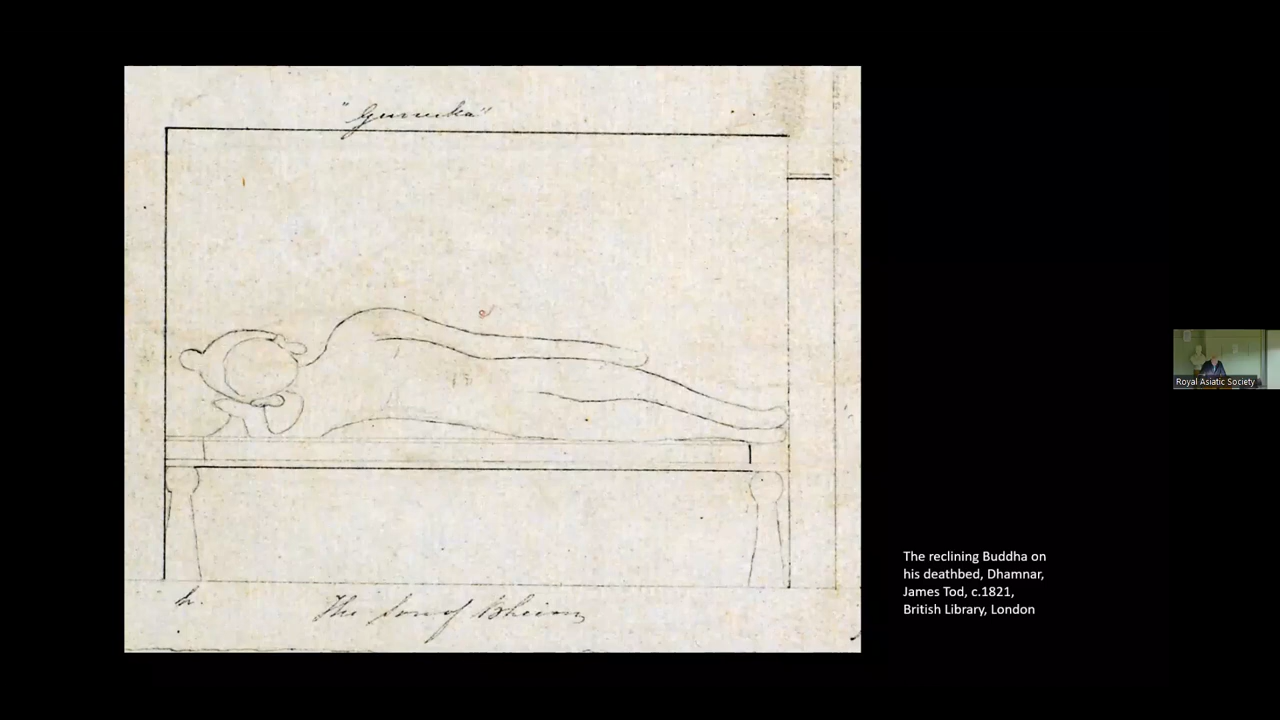 The son of Bheem
h.
The reclining Buddha on
his deathbed, Dhamnar,
James Tod, c.1821,
British Library, London
Royal Asiatic Society